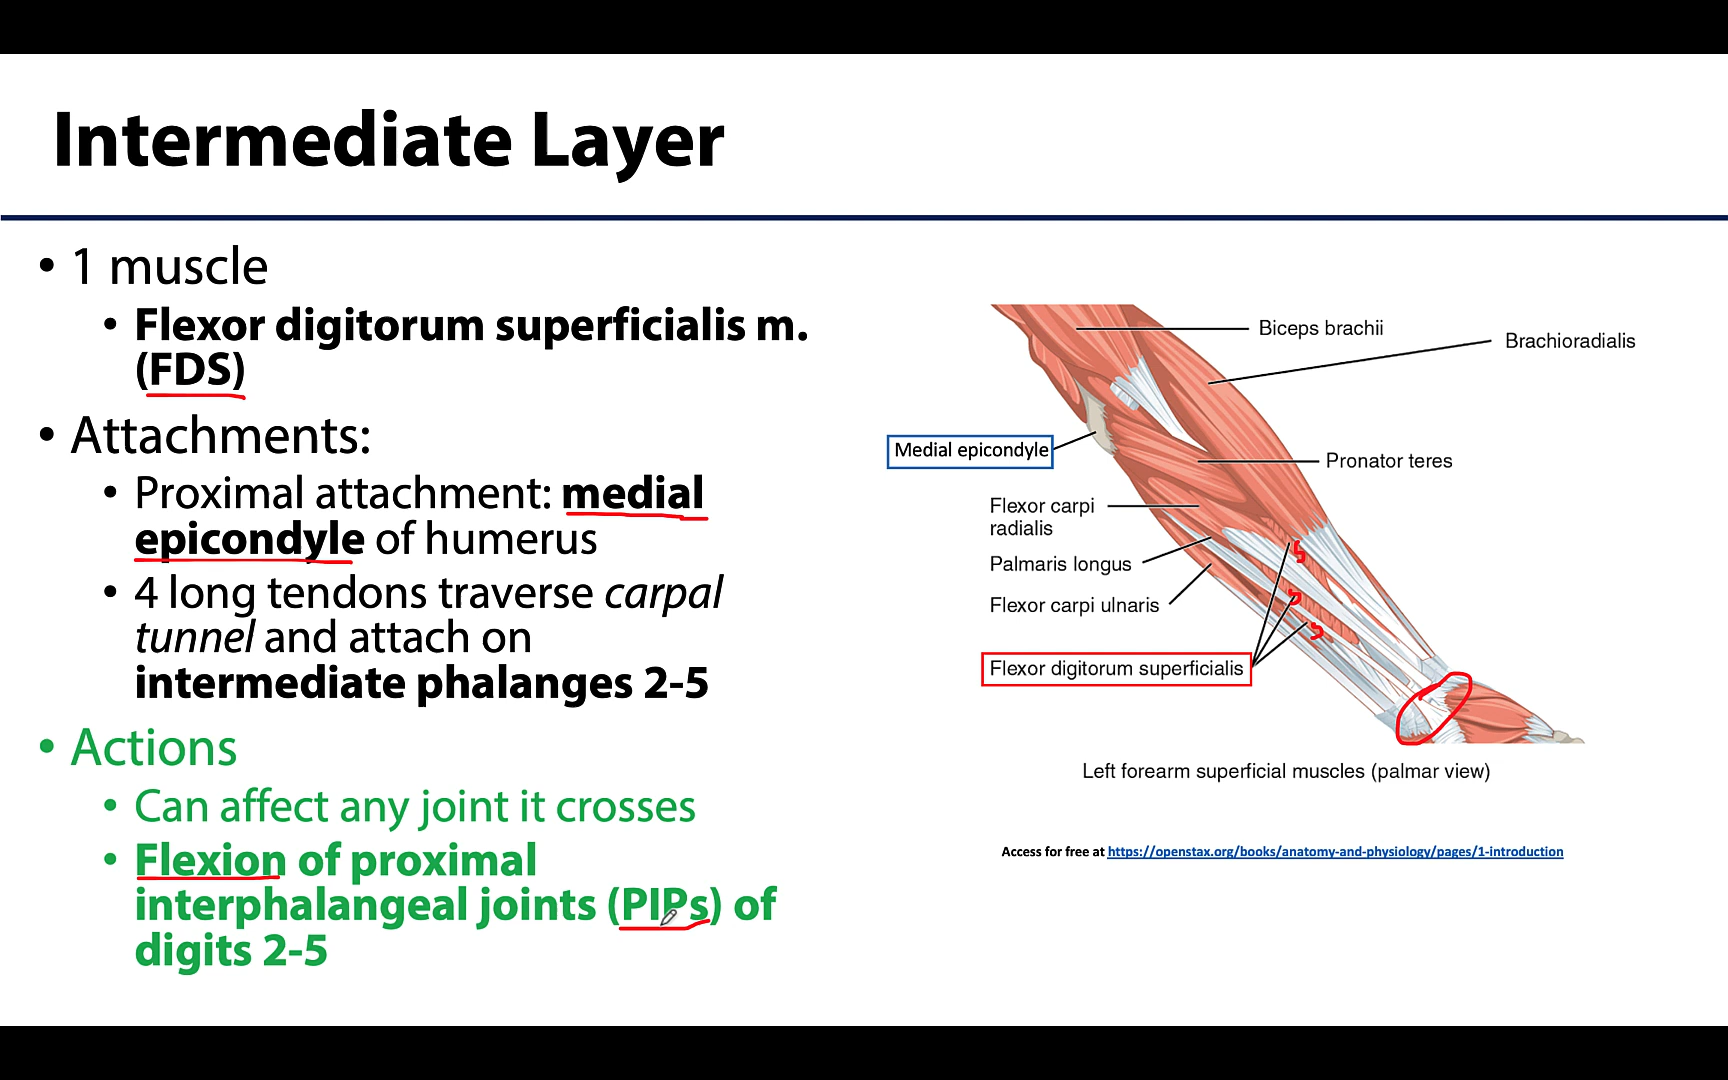 Intermediate Layer
• 1 muscle
• Flexor digitorum superficialis m.
(FDS)
• Attachments:
• Proximal attachment: medial
epicondyle of humerus
• 4 long tendons traverse carpal
tunnel and attach on
intermediate phalanges 2-5
• Actions
• Can affect any joint it crosses
• Flexion of proximal
interphalangeal joints (PIPs) of
digits 2-5
Biceps brachii
Brachioradialis
Medial epicondyle
Pronator teres
Flexor carpi
radialis
Palmaris longus
Flexor carpi ulnaris
Flexor digitorum superficialis
Left forearm superficial muscles (palmar view)
Access for free at https://openstax.org/books/anatomy-and-physiology/pages/1-introduction